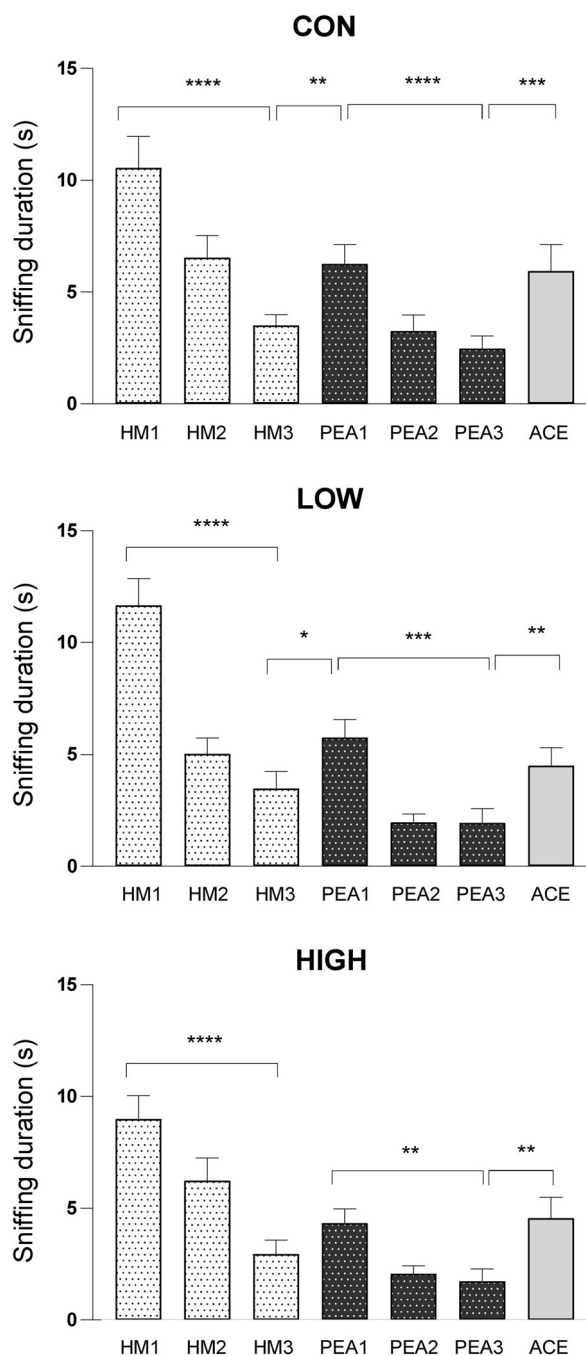 CON
15
**** ** **** ***
10
Sniffing duration (s)
5
0
HM1 HM2 HM3 PEA1 PEA2 PEA3 ACE
LOW
15
****
10
* *** **
Sniffing duration (s)
5
0
HM1 HM2 HM3 PEA1 PEA2 PEA3 ACE
HIGH
15
****
10
** **
Sniffing duration (s)
5
0
HM1 HM2 HM3 PEA1 PEA2 PEA3 ACE